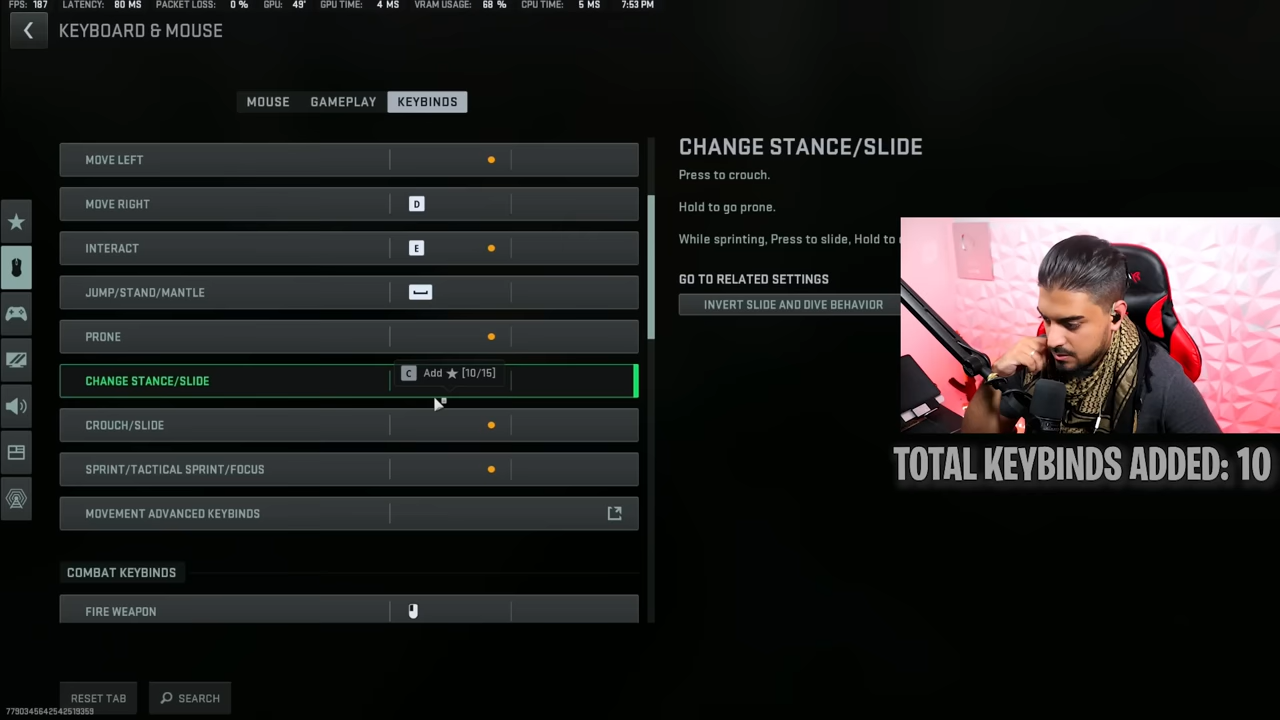 FPS: 187 LATENCY: 80 MS PACKET LOSS: 0 % GPU: 49° GPU TIME: 4 MS VRAM USAGE: 68 % CPU TIME: 5 MS 7:53 PM
KEYBOARD & MOUSE
MOUSE GAMEPLAY KEYBINDS
MOVE LEFT
MOVE RIGHT D
INTERACT E
JUMP/STAND/MANTLE
PRONE
CHANGE STANCE/SLIDE
C Add ★ [10/15]
CROUCH/SLIDE
SPRINT/TACTICAL SPRINT/FOCUS
MOVEMENT ADVANCED KEYBINDS
COMBAT KEYBINDS
FIRE WEAPON
RESET TAB SEARCH
7790345642542519359
CHANGE STANCE/SLIDE
Press to crouch.
Hold to go prone.
While sprinting, Press to slide, Hold to
GO TO RELATED SETTINGS
INVERT SLIDE AND DIVE BEHAVIOR
TOTAL KEYBINDS ADDED: 10